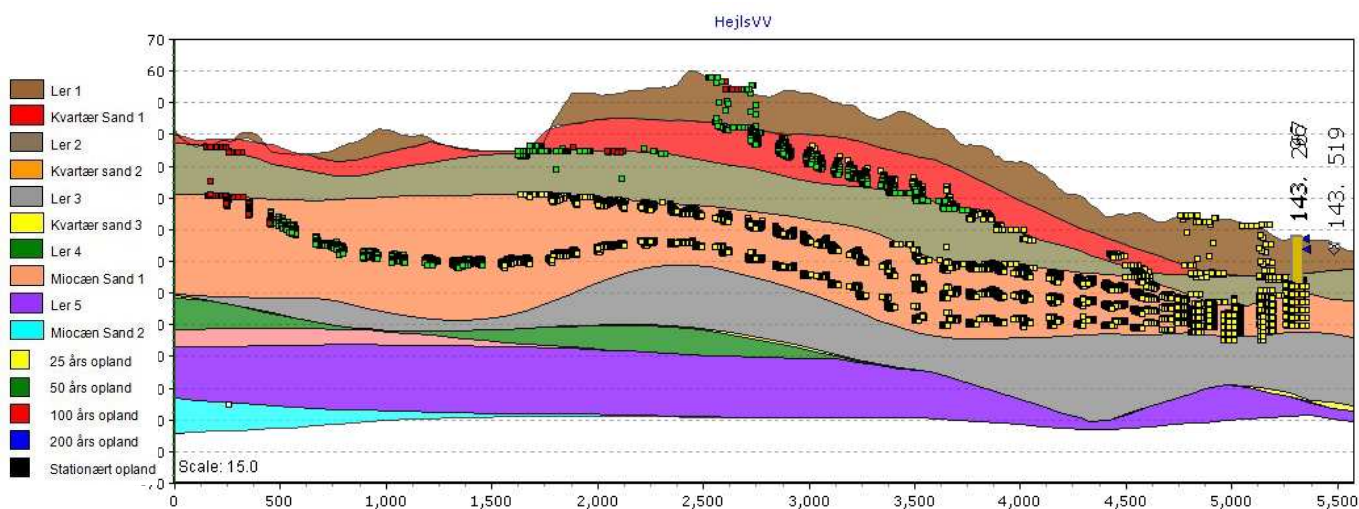 HejlsVV
70
60
Ler 1
Kvartær Sand 1
Ler 2
Kvartær sand 2
Ler 3
Kvartær sand 3
Ler 4
Miocæn Sand 1
Ler 5
Miocæn Sand 2
25 års opland
50 års opland
100 års opland
200 års opland
Stationært opland
143.
143. 519
Scale: 15.0
0 500 1,000 1,500 2,000 2,500 3,000 3,500 4,000 4,500 5,000 5,500